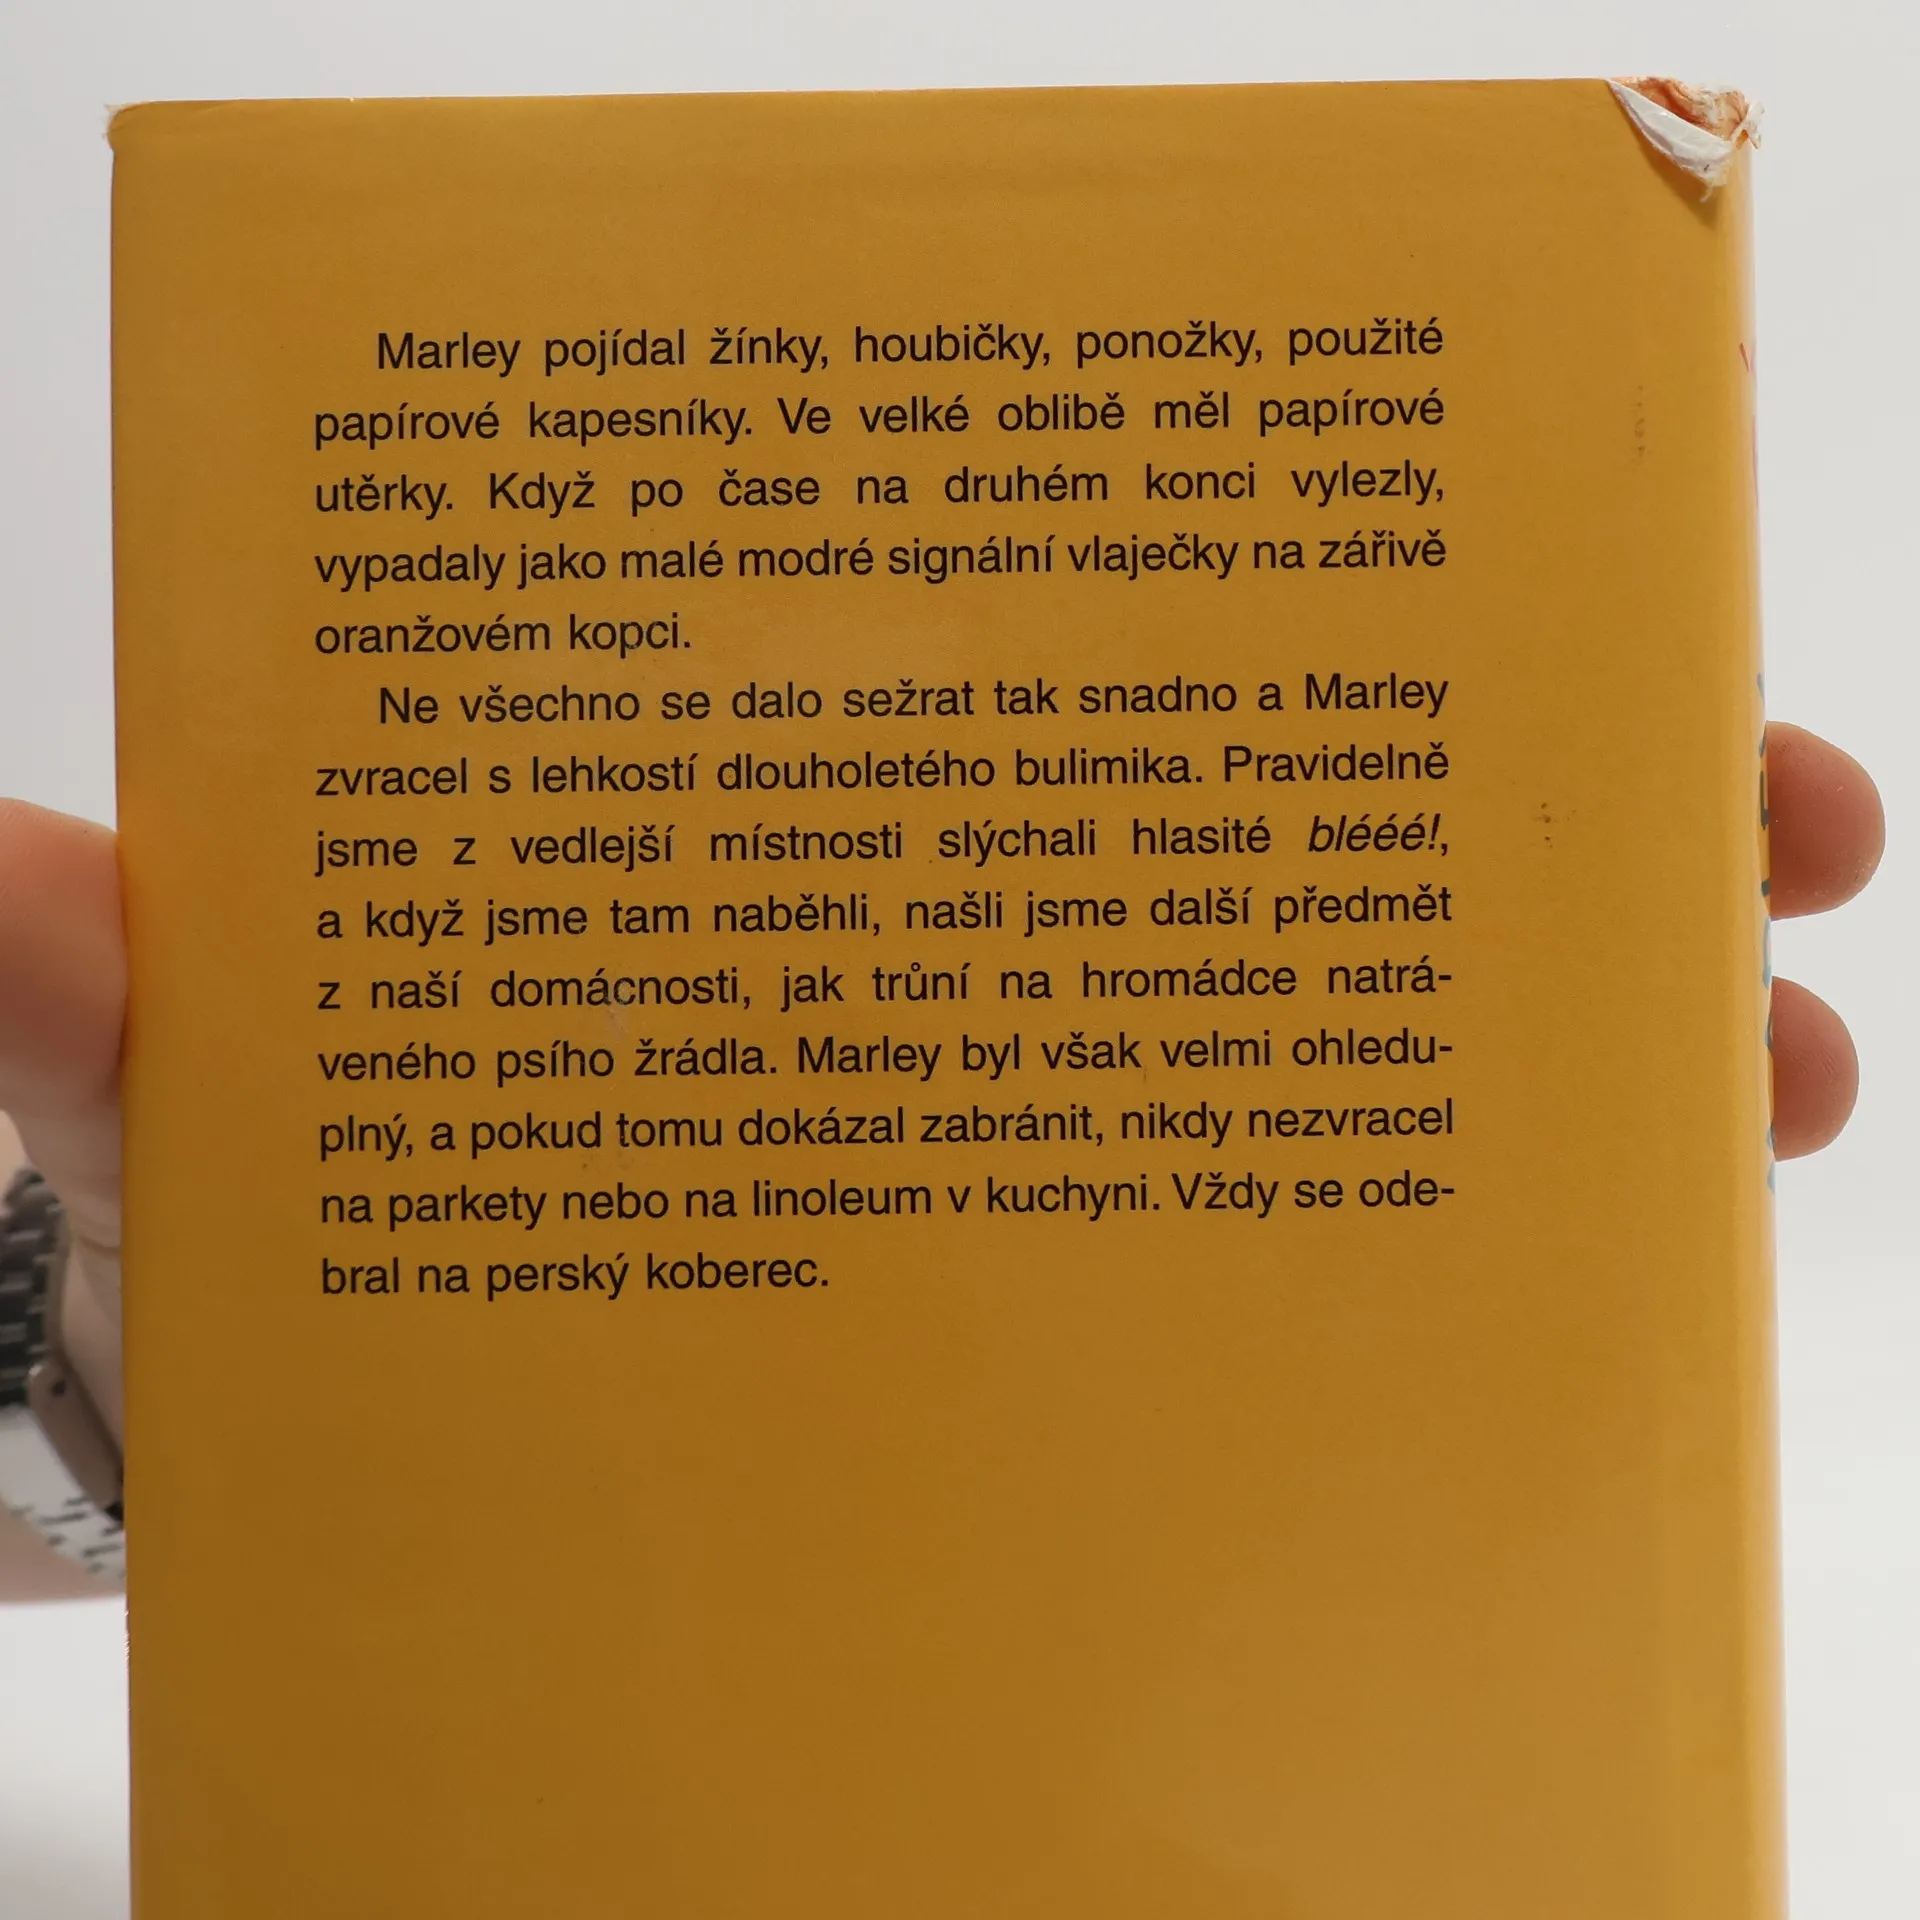 Marley pojídal žínky, houbičky, ponožky, použité
papírové kapesníky. Ve velké oblibě měl papírové
utěrky. Když po čase na druhém konci vylezly,
vypadaly jako malé modré signální vlaječky na zářivě
oranžovém kopci.
Ne všechno se dalo sežrat tak snadno a Marley
zvracel s lehkostí dlouholetého bulimika. Pravidelně
jsme z vedlejší místnosti slýchali hlasité blééé!,
a když jsme tam naběhli, našli jsme další předmět
z naší domácnosti, jak trůní na hromádce natrá-
veného psího žrádla. Marley byl však velmi ohledu-
plný, a pokud tomu dokázal zabránit, nikdy nezvracel
na parkety nebo na linoleum v kuchyni. Vždy se ode-
bral na perský koberec.